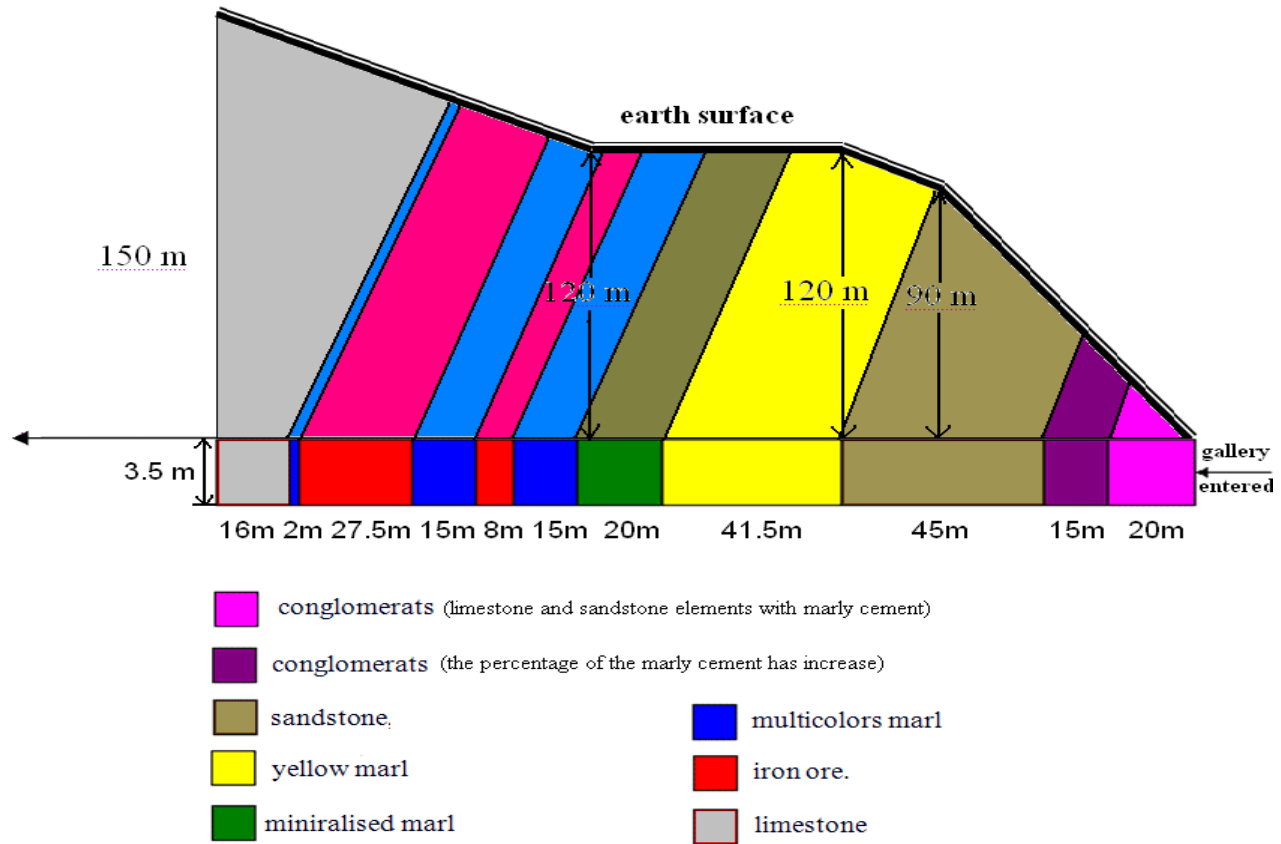 earth surface
150 m
120 m
120 m
90 m
3.5 m
gallery
entered
16m 2m 27.5m 15m 8m 15m 20m 41.5m 45m 15m 20m
conglomerats (limestone and sandstone elements with marly cement)
conglomerats (the percentage of the marly cement has increase)
sandstone.
multicolors marl
yellow marl
iron ore.
miniralised marl
limestone